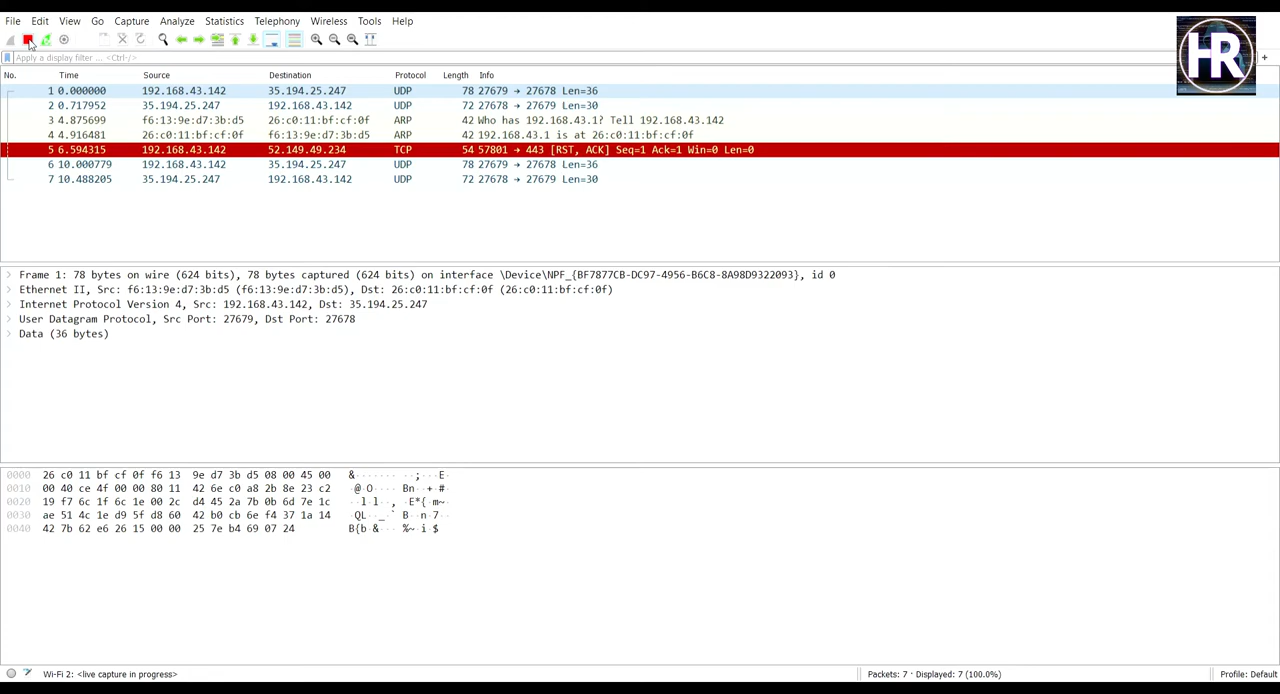 File Edit View Go Capture Analyze Statistics Telephony Wireless Tools Help
HR
Apply a display filter ... <Ctrl-/>
No. Time Source Destination Protocol Length Info
1 0.000000 192.168.43.142 35.194.25.247 UDP 78 27679 → 27678 Len=36
2 0.717952 35.194.25.247 192.168.43.142 UDP 72 27678 → 27679 Len=30
3 4.875699 f6:13:9e:d7:3b:d5 26:c0:11:bf:cf:0f ARP 42 Who has 192.168.43.1? Tell 192.168.43.142
4 4.916481 26:c0:11:bf:cf:0f f6:13:9e:d7:3b:d5 ARP 42 192.168.43.1 is at 26:c0:11:bf:cf:0f
5 6.594315 192.168.43.142 52.149.49.234 TCP 54 57801 → 443 [RST, ACK] Seq=1 Ack=1 Win=0 Len=0
6 10.000779 192.168.43.142 35.194.25.247 UDP 78 27679 → 27678 Len=36
7 10.488205 35.194.25.247 192.168.43.142 UDP 72 27678 → 27679 Len=30
Frame 1: 78 bytes on wire (624 bits), 78 bytes captured (624 bits) on interface \Device\NPF_{BF7877CB-DC97-4956-B6C8-8A98D9322093}, id 0
Ethernet II, Src: f6:13:9e:d7:3b:d5 (f6:13:9e:d7:3b:d5), Dst: 26:c0:11:bf:cf:0f (26:c0:11:bf:cf:0f)
Internet Protocol Version 4, Src: 192.168.43.142, Dst: 35.194.25.247
User Datagram Protocol, Src Port: 27679, Dst Port: 27678
Data (36 bytes)
0000 26 c0 11 bf cf 0f f6 13 9e d7 3b d5 08 00 45 00 &······· ··;···E·
0010 00 40 ce 4f 00 00 80 11 42 6e c0 a8 2b 8e 23 c2 ·@·O···· Bn··+·#·
0020 19 f7 6c 1f 6c 1e 00 2c d4 45 2a 7b 0b 6d 7e 1c ··l·l··, ·E*{·m~·
0030 ae 51 4c 1e d9 5f d8 60 42 b0 cb 6e f4 37 1a 14 ·QL··_·` B··n·7··
0040 42 7b 62 e6 26 15 00 00 25 7e b4 69 07 24 B{b·&··· %~·i·$
Wi-Fi 2: <live capture in progress> Packets: 7 · Displayed: 7 (100.0%) Profile: Default